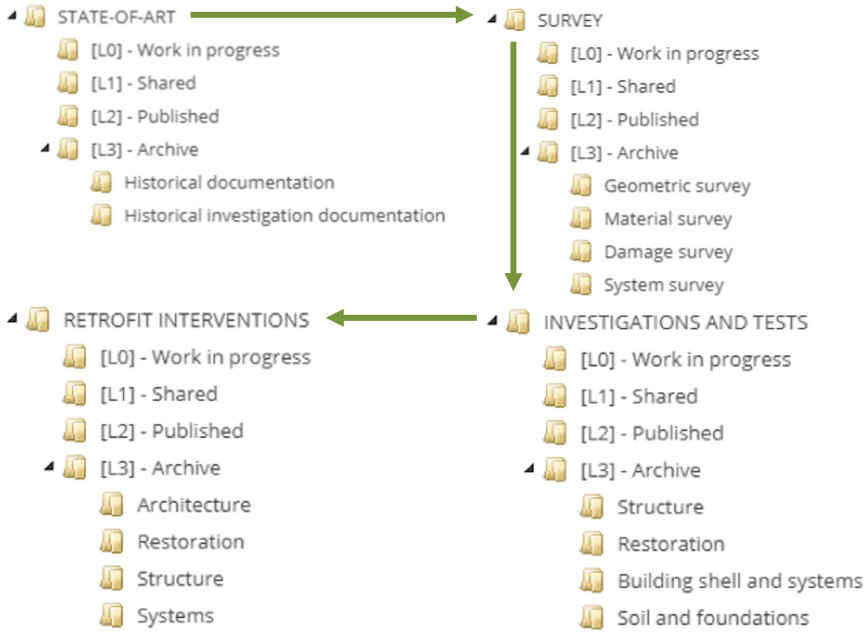 STATE-OF-ART
[L0] - Work in progress
[L1] - Shared
[L2] - Published
[L3] - Archive
Historical documentation
Historical investigation documentation
SURVEY
[L0] - Work in progress
[L1] - Shared
[L2] - Published
[L3] - Archive
Geometric survey
Material survey
Damage survey
System survey
RETROFIT INTERVENTIONS
[L0] - Work in progress
[L1] - Shared
[L2] - Published
[L3] - Archive
Architecture
Restoration
Structure
Systems
INVESTIGATIONS AND TESTS
[L0] - Work in progress
[L1] - Shared
[L2] - Published
[L3] - Archive
Structure
Restoration
Building shell and systems
Soil and foundations